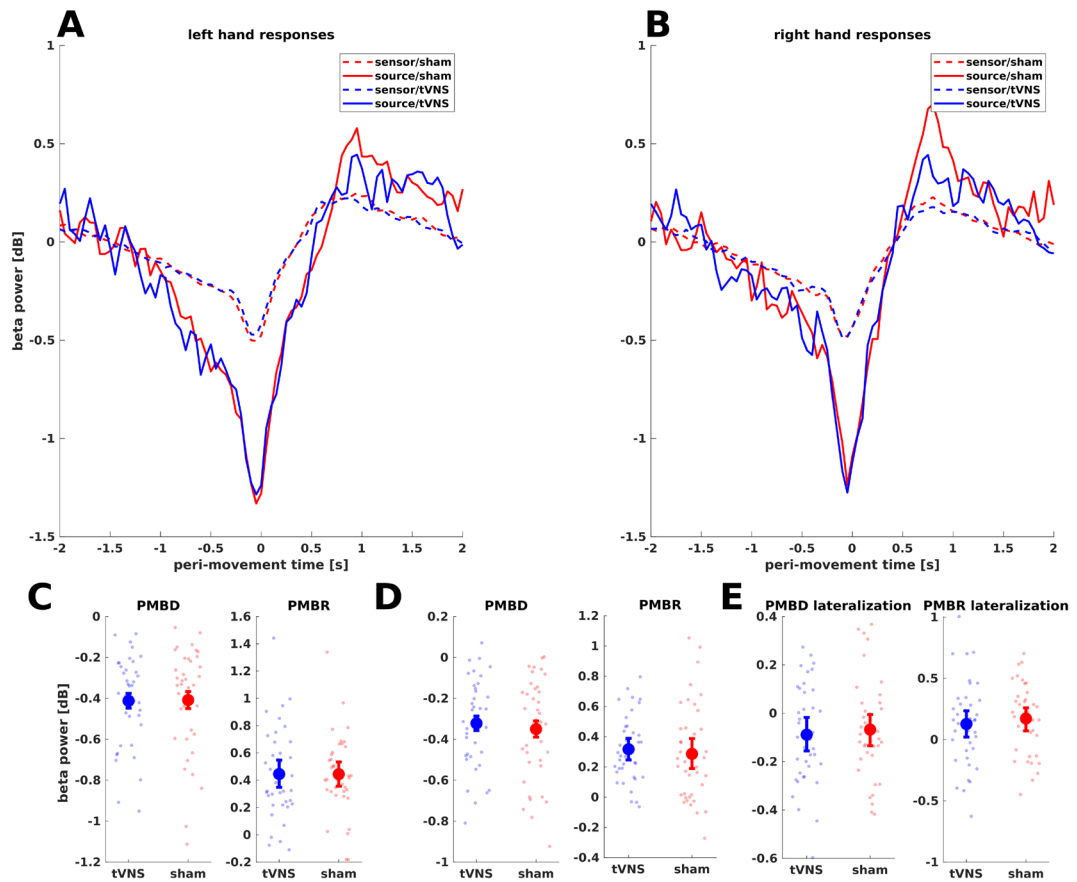 A
left hand responses
1
0.5
0
-0.5
-1
-1.5
beta power [dB]
sensor/sham
source/sham
sensor/tVNS
source/tVNS
-2 -1.5 -1 -0.5 0 0.5 1 1.5 2
peri-movement time [s]
B
right hand responses
1
0.5
0
-0.5
-1
-1.5
sensor/sham
source/sham
sensor/tVNS
source/tVNS
-2 -1.5 -1 -0.5 0 0.5 1 1.5 2
peri-movement time [s]
C
PMBD
0
-0.2
-0.4
-0.6
-0.8
-1
-1.2
beta power [dB]
tVNS sham
PMBR
1.6
1.4
1.2
1
0.8
0.6
0.4
0.2
0
-0.2
tVNS sham
D
PMBD
0.2
0
-0.2
-0.4
-0.6
-0.8
-1
tVNS sham
PMBR
1.2
1
0.8
0.6
0.4
0.2
0
-0.2
-0.4
tVNS sham
E
PMBD lateralization
0.4
0.2
0
-0.2
-0.4
-0.6
tVNS sham
PMBR lateralization
1
0.5
0
-0.5
-1
tVNS sham